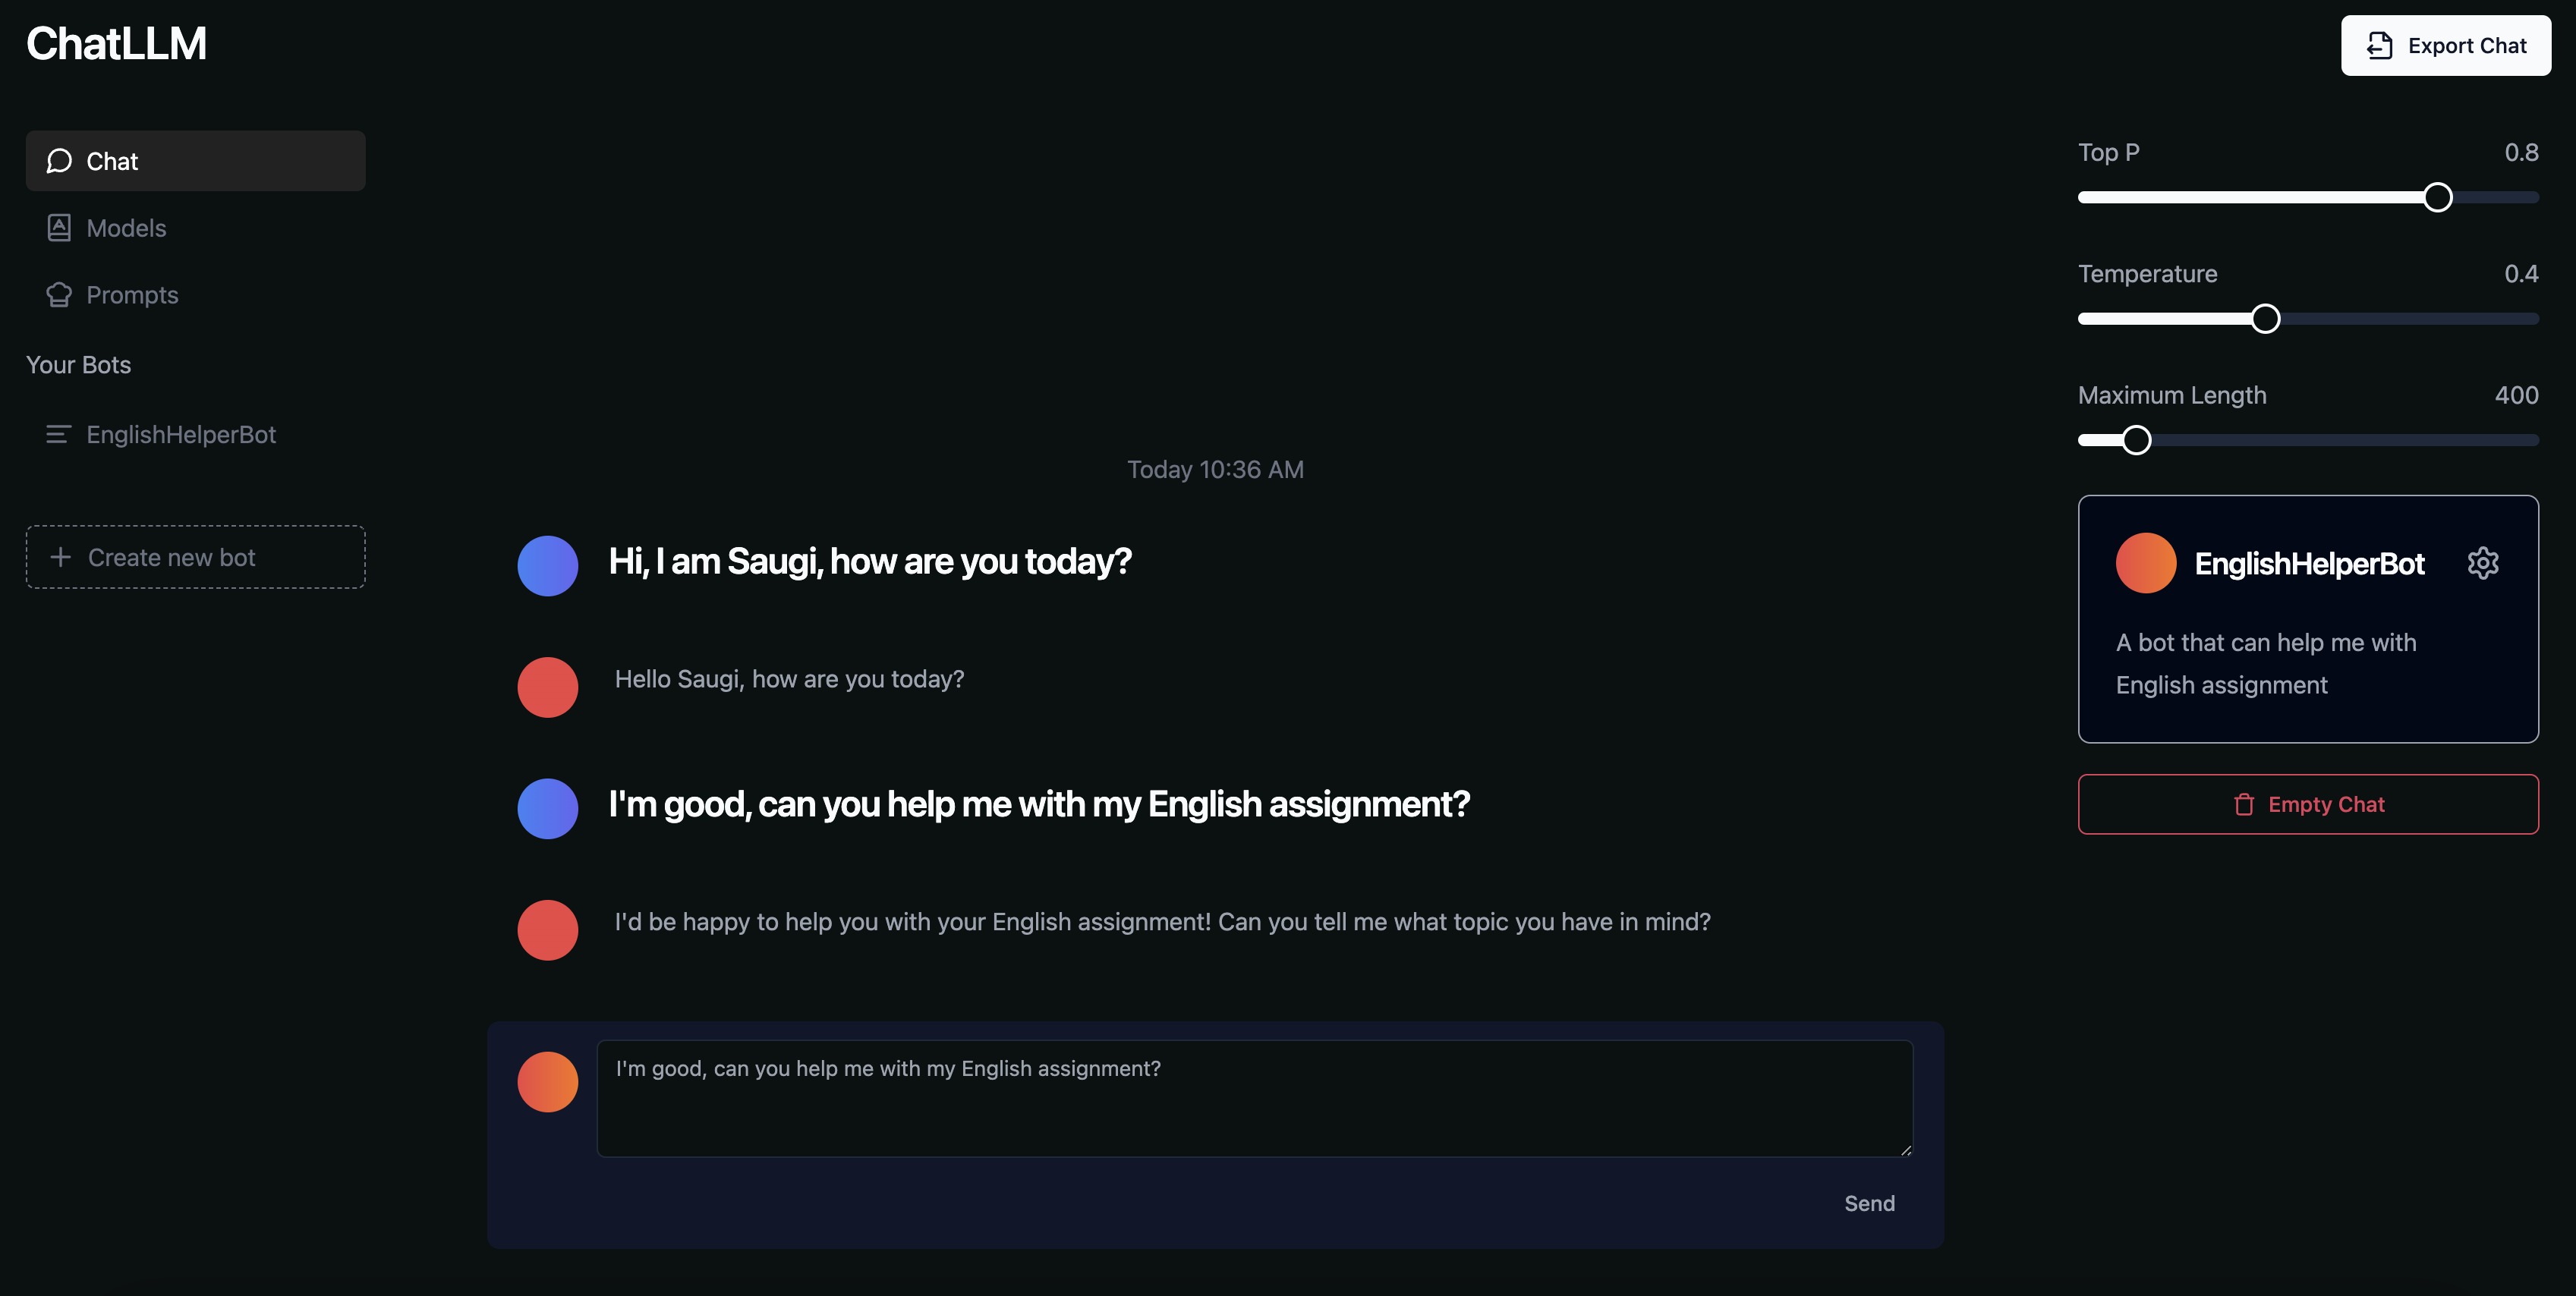 ChatLLM
Export Chat
Chat
Models
Prompts
Your Bots
EnglishHelperBot
Create new bot
Today 10:36 AM
Hi, I am Saugi, how are you today?
Hello Saugi, how are you today?
I'm good, can you help me with my English assignment?
I'd be happy to help you with your English assignment! Can you tell me what topic you have in mind?
I'm good, can you help me with my English assignment?
Send
Top P 0.8
Temperature 0.4
Maximum Length 400
EnglishHelperBot
A bot that can help me with
English assignment
Empty Chat